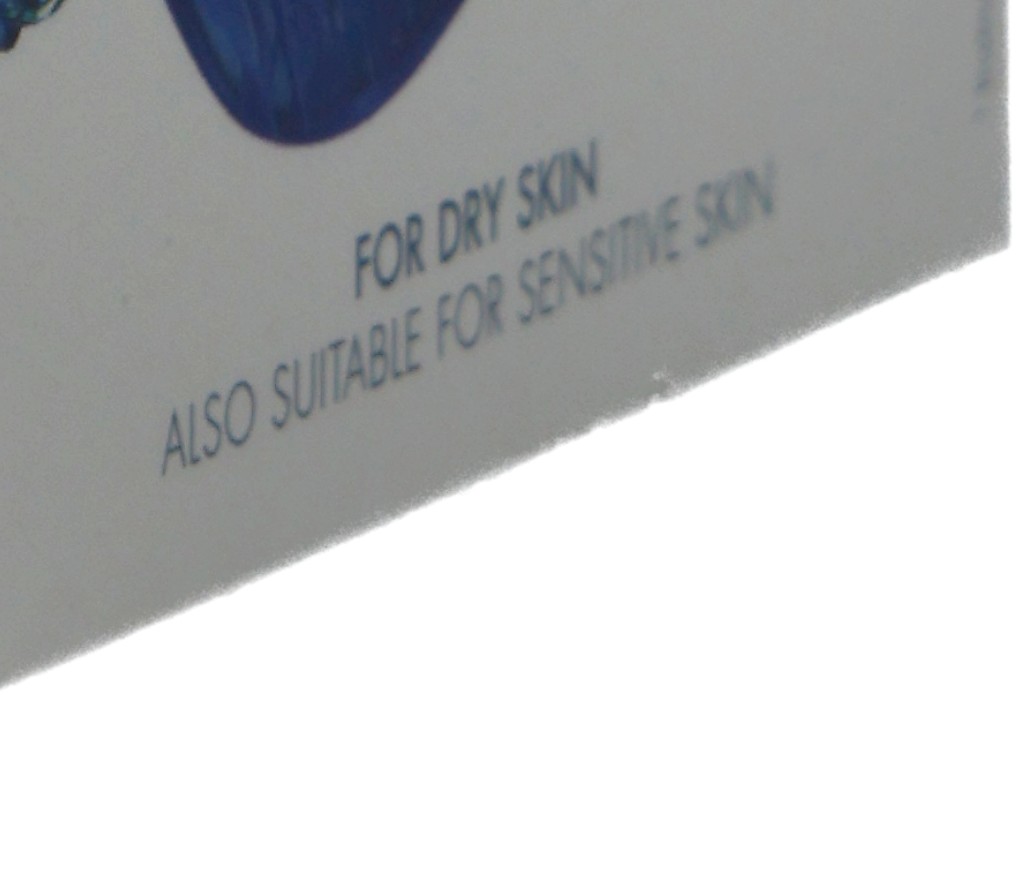 FOR DRY SKIN
ALSO SUITABLE FOR SENSITIVE SKIN